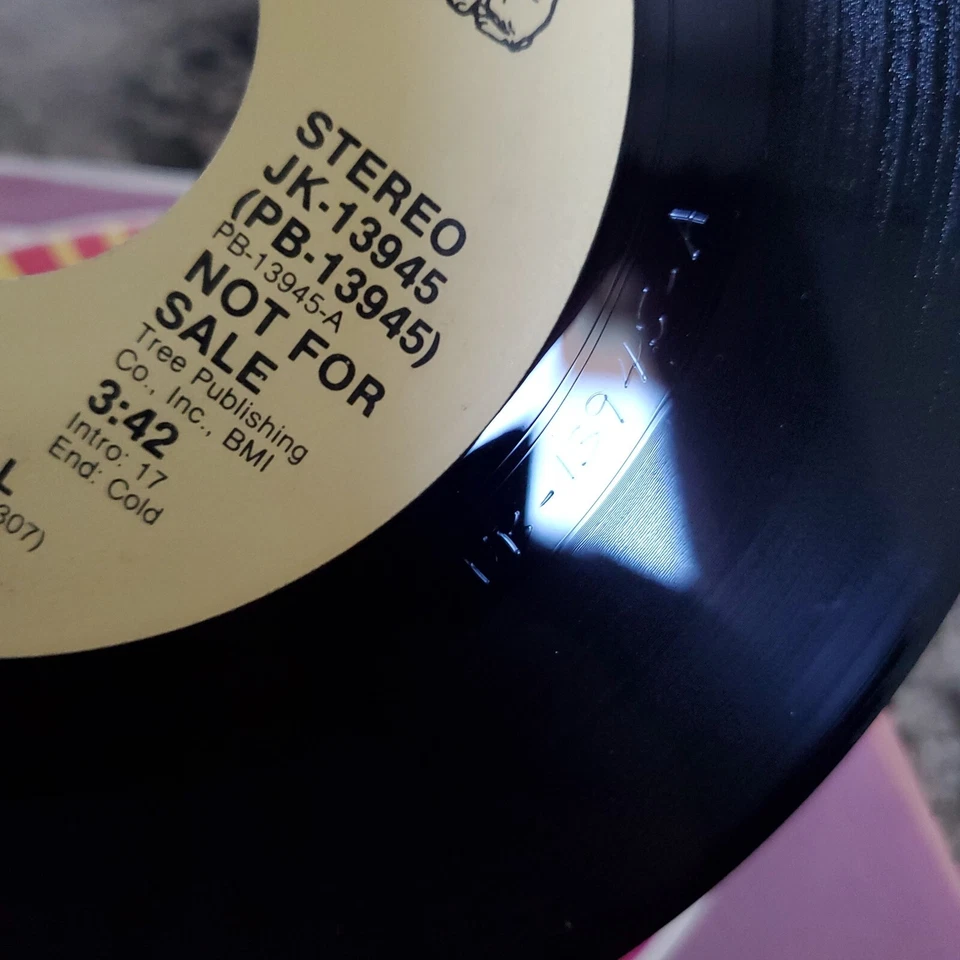 STEREO
JK-13945
(PB-13945)
PB-13945-A
NOT FOR
SALE
Tree Publishing
Co., Inc., BMI
3:42
Intro: 17
End: Cold
L
307)